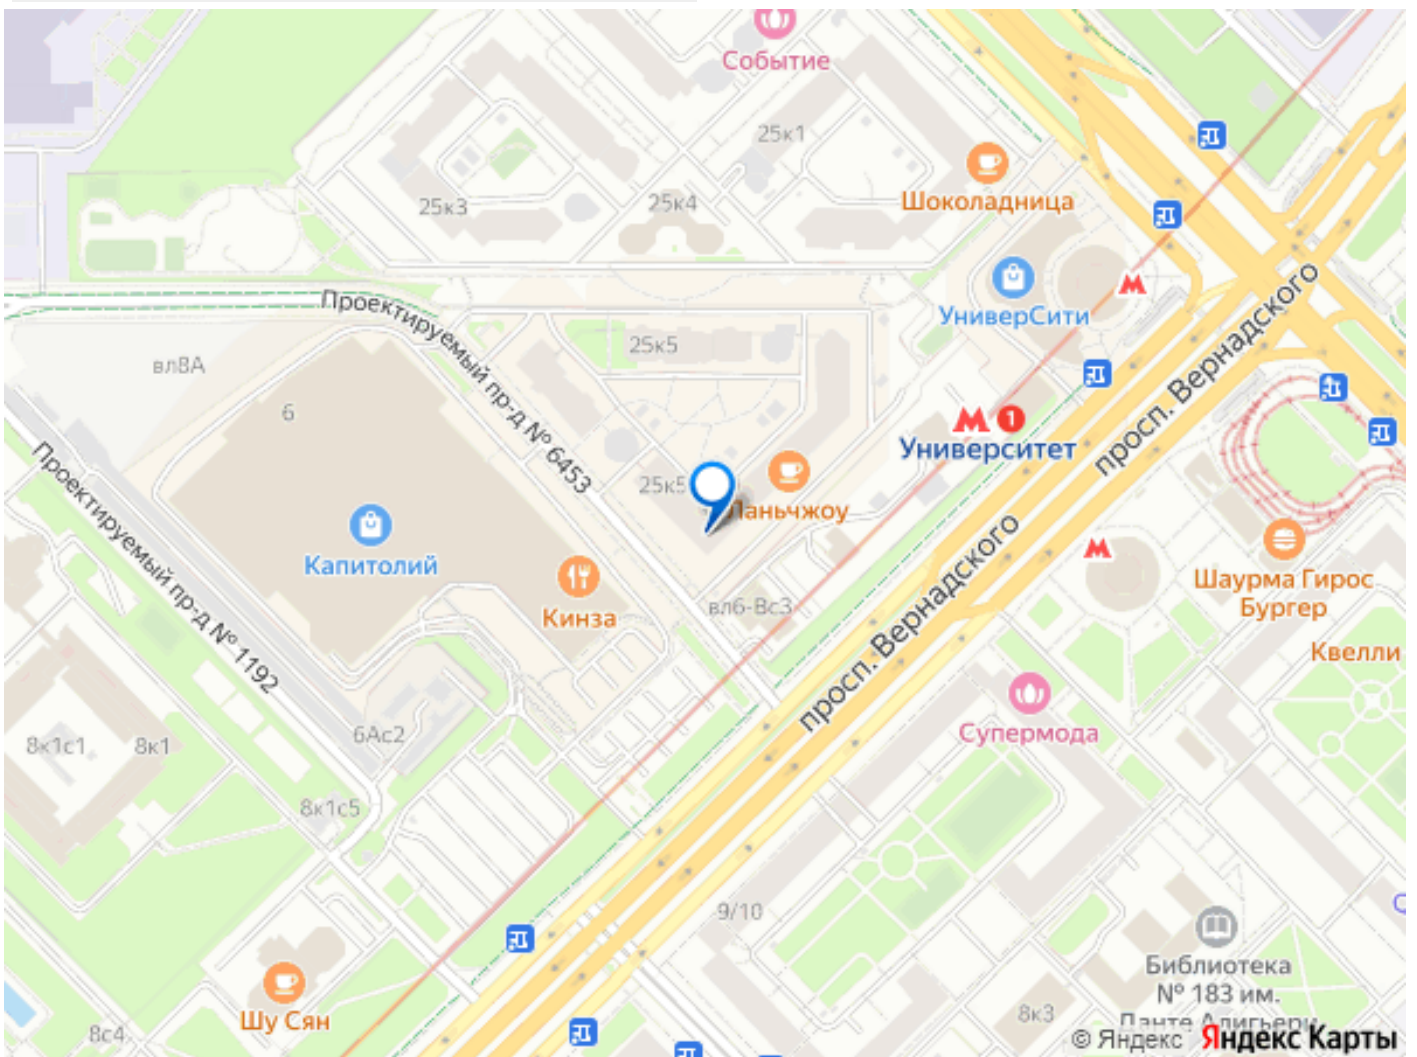 Событие
25к1
Шоколадница
25к3
25к4
УниверСити
Проектируемый пр-д № 6453
25к5
вл8А
6
просп. Вернадского
1
Университет
Проектируемый пр-д № 1192
25к5
Ланьчжоу
Капитолий
Кинза
вл6-Вс3
просп. Вернадского
Шаурма Гирос
Бургер
Квелли
Супермода
8к1с1
8к1
6Ас2
8к1с5
9/10
Библиотека
№ 183 им.
Данте Алигьери
Шу Сян
8с4
8к3
© Яндекс Яндекс Карты